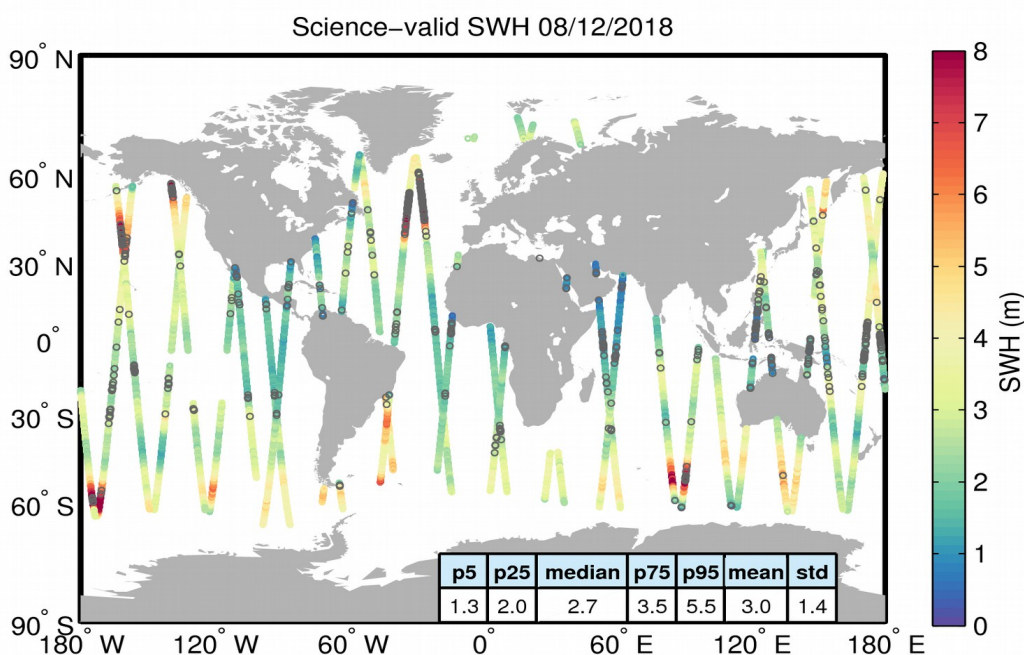 Science−valid SWH 08/12/2018
90° N
60° N
30° N
0°
30° S
60° S
90° S
180° W
120° W
60° W
0°
60° E
120° E
180° E
p5 p25 median p75 p95 mean std
1.3 2.0 2.7 3.5 5.5 3.0 1.4
8
7
6
5
4
3
2
1
0
SWH (m)